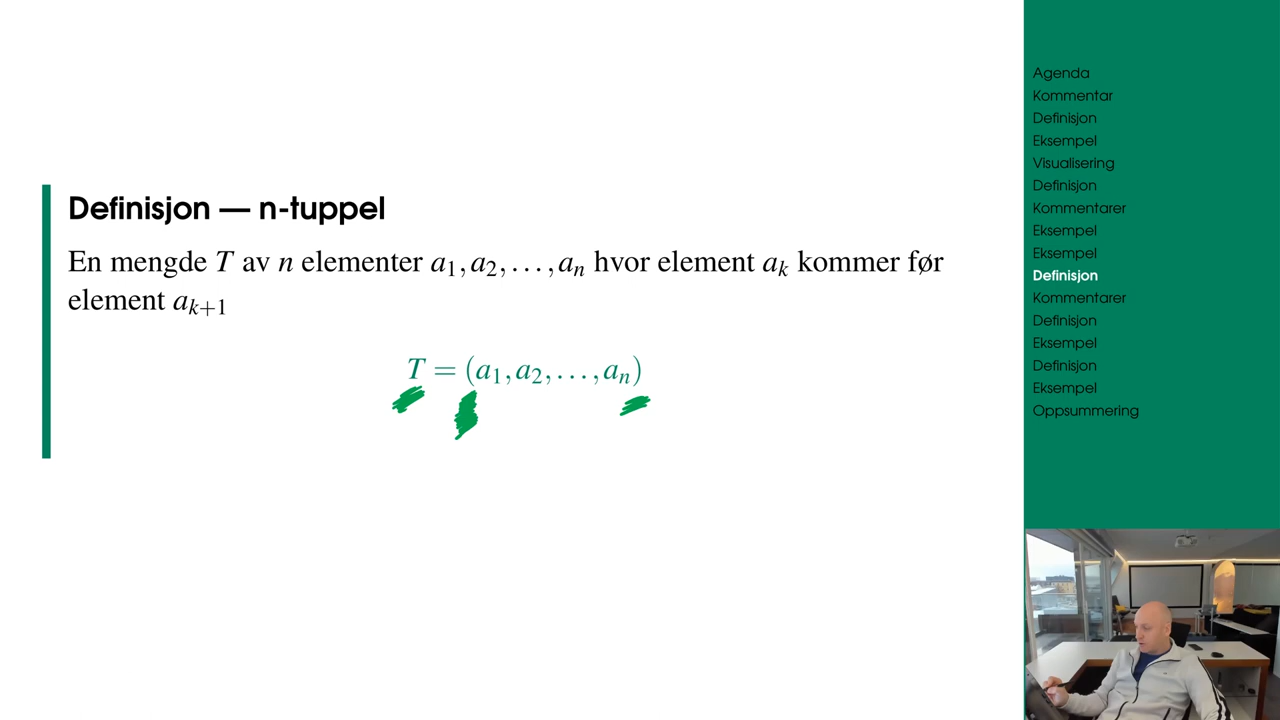 Definisjon — n-tuppel
En mengde T av n elementer a₁, a₂, . . . , aₙ hvor element aₖ kommer før
element aₖ₊₁
T = (a₁, a₂, . . . , aₙ)
Agenda
Kommentar
Definisjon
Eksempel
Visualisering
Definisjon
Kommentarer
Eksempel
Eksempel
Definisjon
Kommentarer
Definisjon
Eksempel
Definisjon
Eksempel
Oppsummering